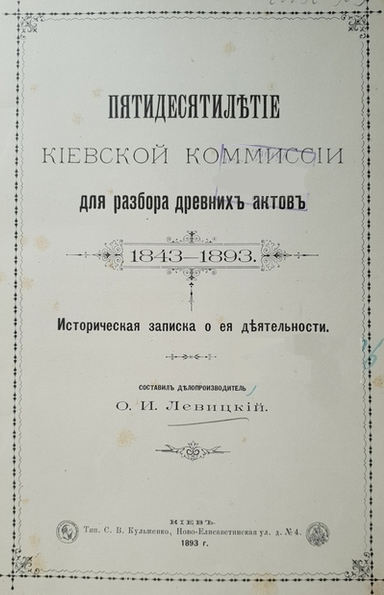 ПЯТИДЕСЯТИЛѢТІЕ
КІЕВСКОЙ КОММИССІИ
для разбора древнихъ актовъ
1843—1893.
Историческая записка о ея дѣятельности.
СОСТАВИЛЪ ДѢЛОПРОИЗВОДИТЕЛЬ
О. И. Левицкій.
КІЕВЪ.
Тип. С. В. Кульженко, Ново-Елисаветинская ул. д. № 4.
1893 г.